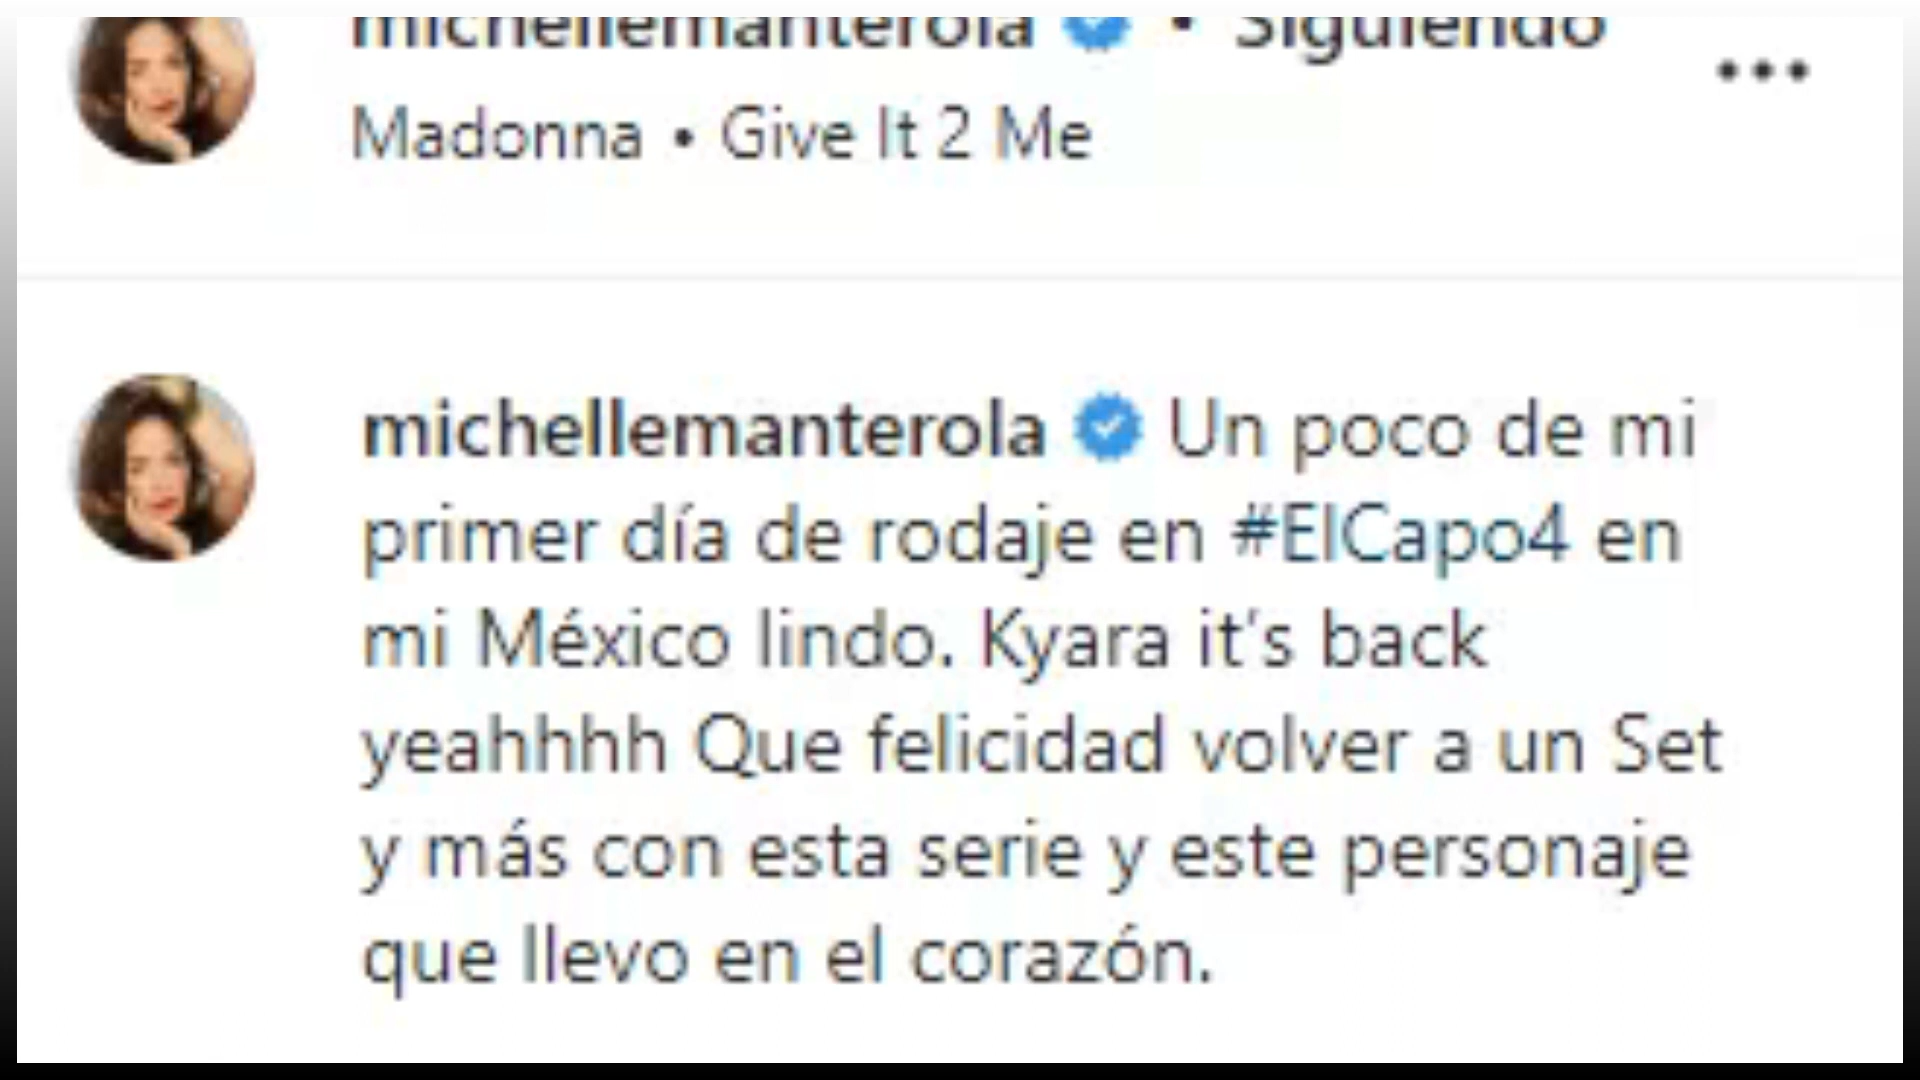 michellemanterola • Siguiendo
Madonna • Give It 2 Me
michellemanterola Un poco de mi
primer día de rodaje en #ElCapo4 en
mi México lindo. Kyara it's back
yeahhhh Que felicidad volver a un Set
y más con esta serie y este personaje
que llevo en el corazón.